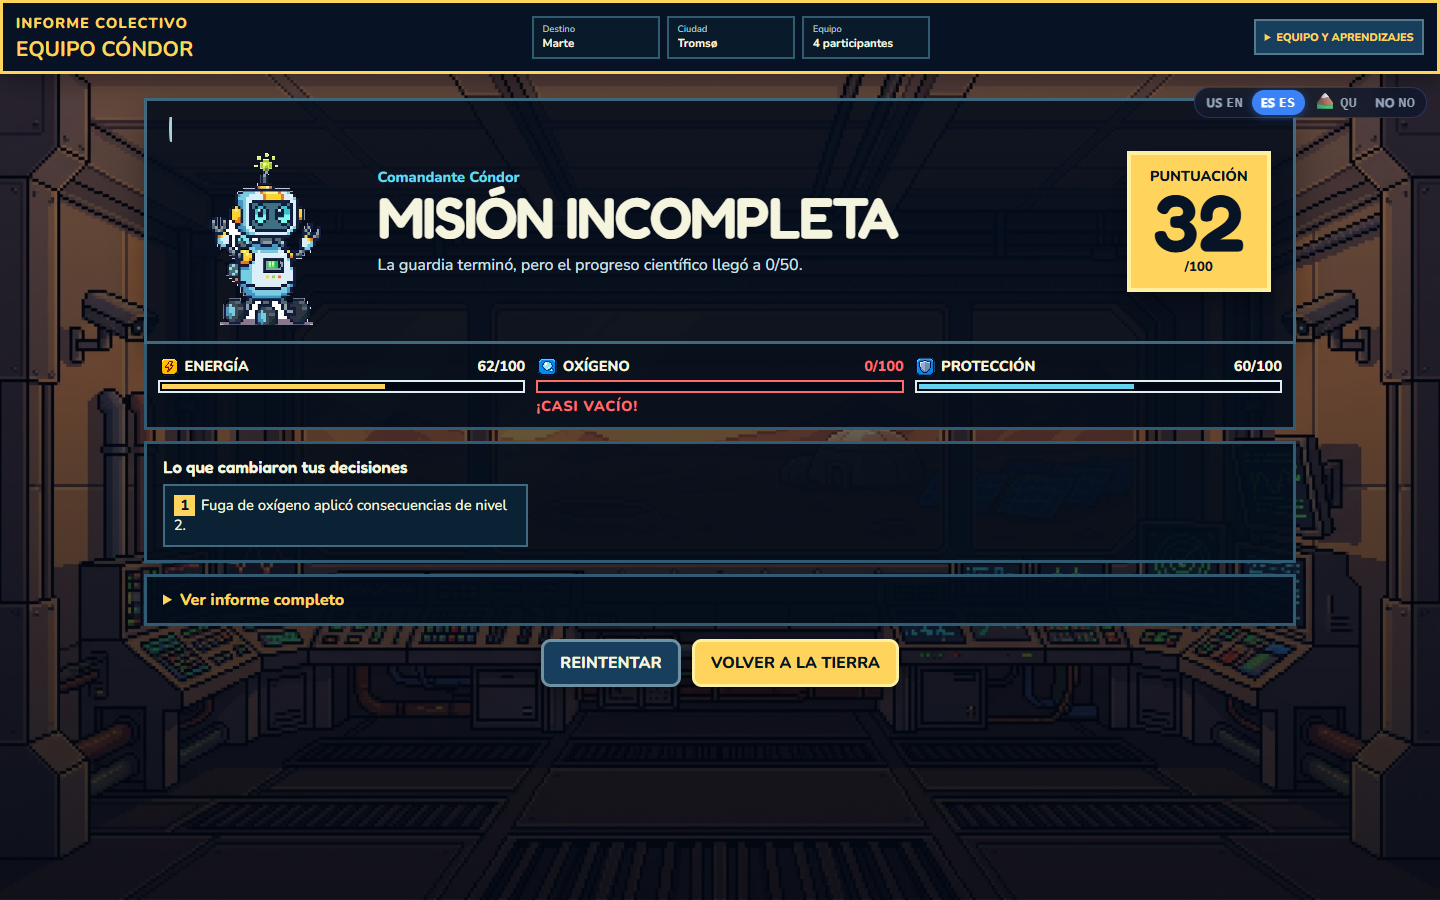 INFORME COLECTIVO
EQUIPO CÓNDOR
Destino
Marte
Ciudad
Tromsø
Equipo
4 participantes
▶ EQUIPO Y APRENDIZAJES
US EN
ES ES
QU
NO NO
Comandante Cóndor
MISIÓN INCOMPLETA
La guardia terminó, pero el progreso científico llegó a 0/50.
PUNTUACIÓN
32
/100
ENERGÍA 62/100
OXÍGENO 0/100
¡CASI VACÍO!
PROTECCIÓN 60/100
Lo que cambiaron tus decisiones
1 Fuga de oxígeno aplicó consecuencias de nivel
2.
▶ Ver informe completo
REINTENTAR
VOLVER A LA TIERRA